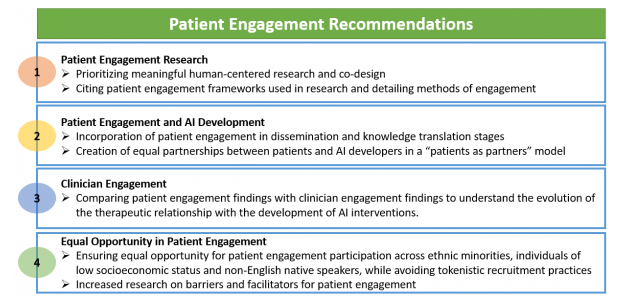 Patient Engagement Recommendations
1
Patient Engagement Research
➢ Prioritizing meaningful human-centered research and co-design
➢ Citing patient engagement frameworks used in research and detailing methods of engagement
2
Patient Engagement and AI Development
➢ Incorporation of patient engagement in dissemination and knowledge translation stages
➢ Creation of equal partnerships between patients and AI developers in a “patients as partners” model
3
Clinician Engagement
➢ Comparing patient engagement findings with clinician engagement findings to understand the evolution of
the therapeutic relationship with the development of AI interventions.
4
Equal Opportunity in Patient Engagement
➢ Ensuring equal opportunity for patient engagement participation across ethnic minorities, individuals of
low socioeconomic status and non-English native speakers, while avoiding tokenistic recruitment practices
➢ Increased research on barriers and facilitators for patient engagement